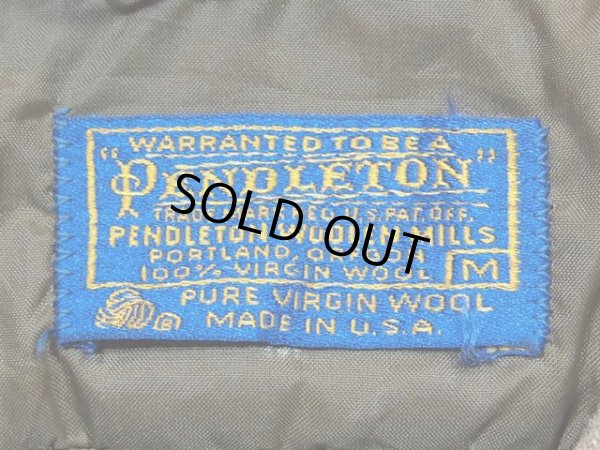 WARRANTED TO BE A
"PENDLETON"
TRADE MARK REG. U.S. PAT. OFF.
PENDLETON WOOLEN MILLS
PORTLAND, OREGON
100% VIRGIN WOOL M
PURE VIRGIN WOOL
MADE IN U.S.A.
SOLD OUT